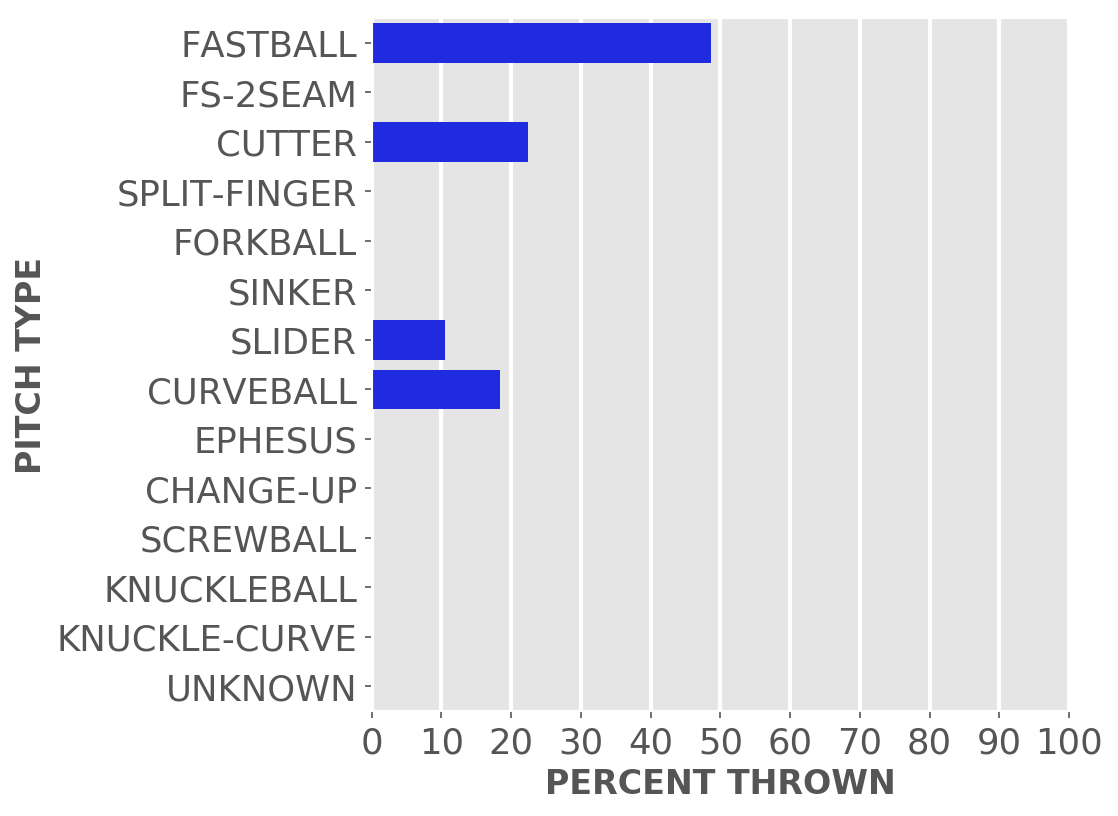 FASTBALL
FS-2SEAM
CUTTER
SPLIT-FINGER
FORKBALL
SINKER
SLIDER
CURVEBALL
EPHESUS
CHANGE-UP
SCREWBALL
KNUCKLEBALL
KNUCKLE-CURVE
UNKNOWN
PITCH TYPE
0 10 20 30 40 50 60 70 80 90 100
PERCENT THROWN